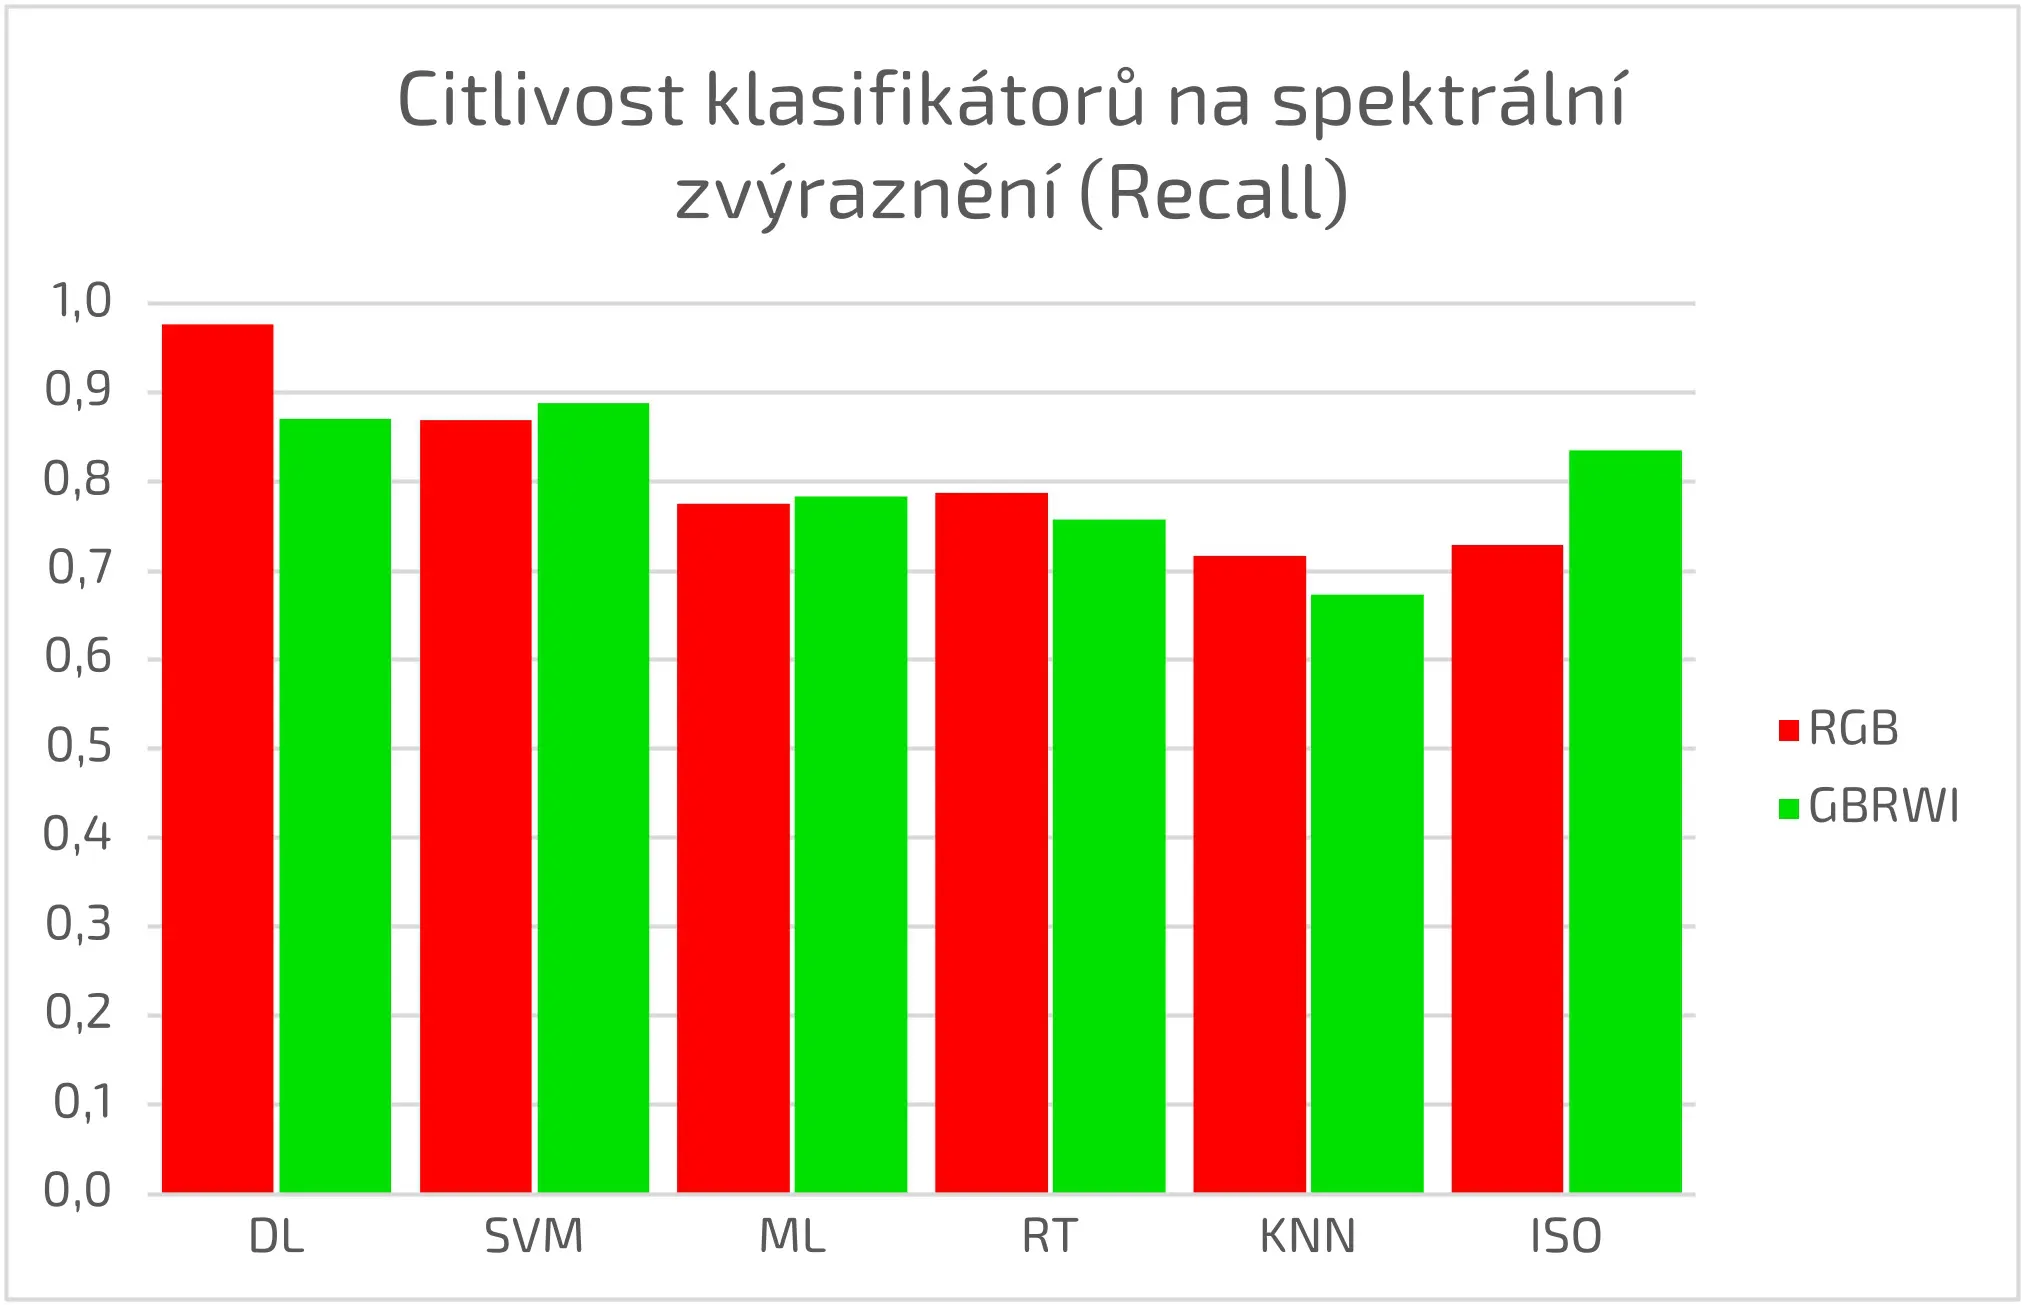 Citlivost klasifikátorů na spektrální
zvýraznění (Recall)
1,0
0,9
0,8
0,7
0,6
0,5
0,4
0,3
0,2
0,1
0,0
DL SVM ML RT KNN ISO
RGB
GBRWI